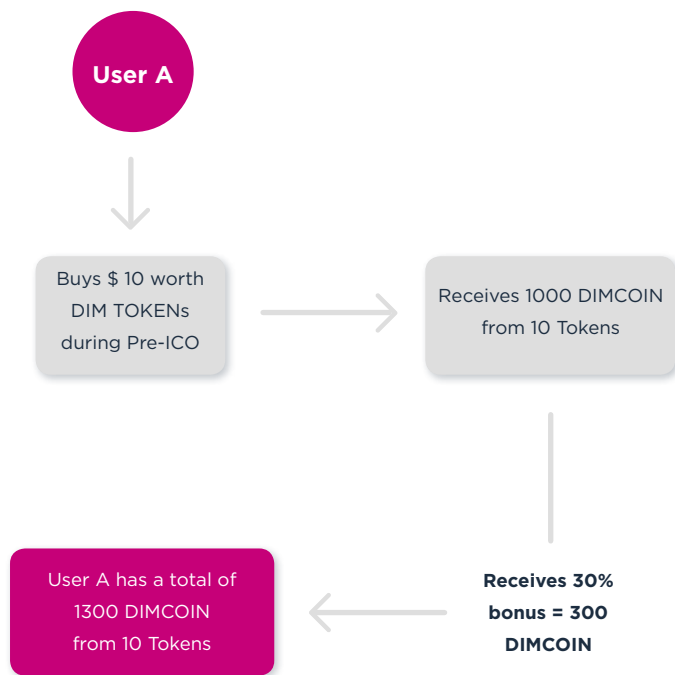 User A
Buys $ 10 worth
DIM TOKENs
during Pre-ICO
Receives 1000 DIMCOIN
from 10 Tokens
Receives 30%
bonus = 300
DIMCOIN
User A has a total of
1300 DIMCOIN
from 10 Tokens